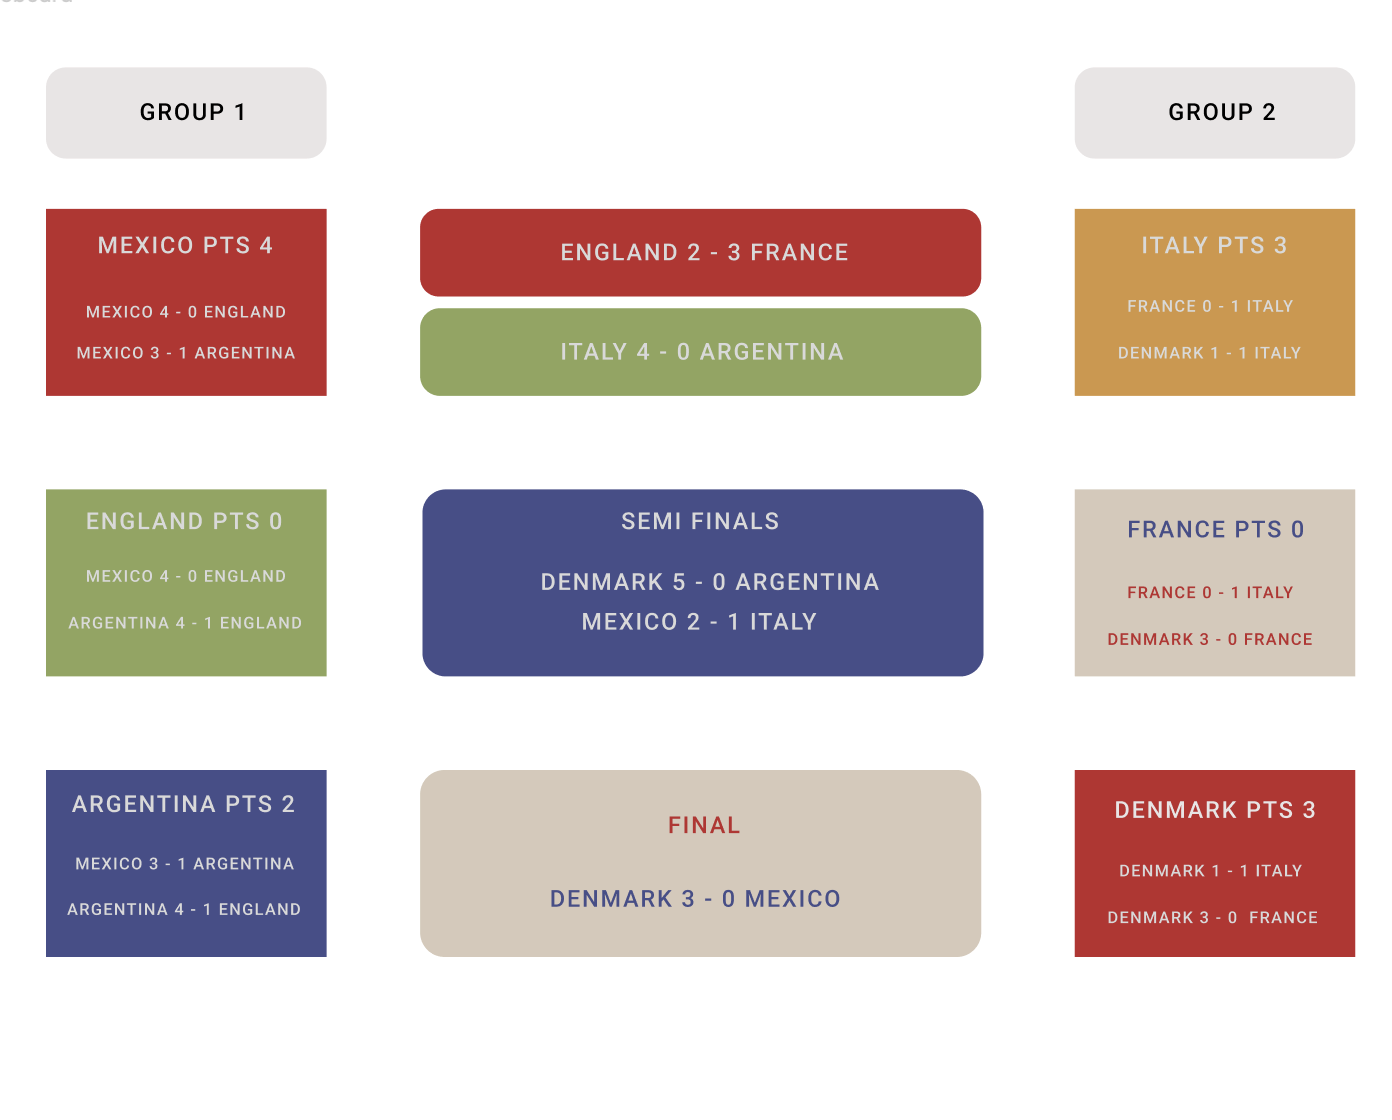 GROUP 1
GROUP 2
MEXICO PTS 4
MEXICO 4 - 0 ENGLAND
MEXICO 3 - 1 ARGENTINA
ENGLAND 2 - 3 FRANCE
ITALY 4 - 0 ARGENTINA
ITALY PTS 3
FRANCE 0 - 1 ITALY
DENMARK 1 - 1 ITALY
ENGLAND PTS 0
MEXICO 4 - 0 ENGLAND
ARGENTINA 4 - 1 ENGLAND
SEMI FINALS
DENMARK 5 - 0 ARGENTINA
MEXICO 2 - 1 ITALY
FRANCE PTS 0
FRANCE 0 - 1 ITALY
DENMARK 3 - 0 FRANCE
ARGENTINA PTS 2
MEXICO 3 - 1 ARGENTINA
ARGENTINA 4 - 1 ENGLAND
FINAL
DENMARK 3 - 0 MEXICO
DENMARK PTS 3
DENMARK 1 - 1 ITALY
DENMARK 3 - 0 FRANCE